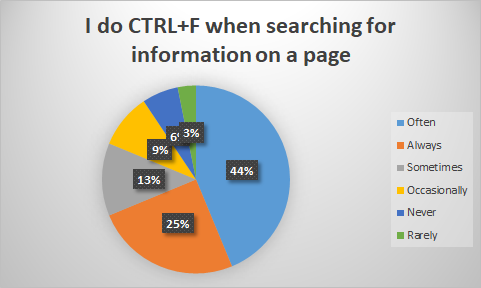 I do CTRL+F when searching for
information on a page
3%
6
9%
44%
13%
25%
Often
Always
Sometimes
Occasionally
Never
Rarely